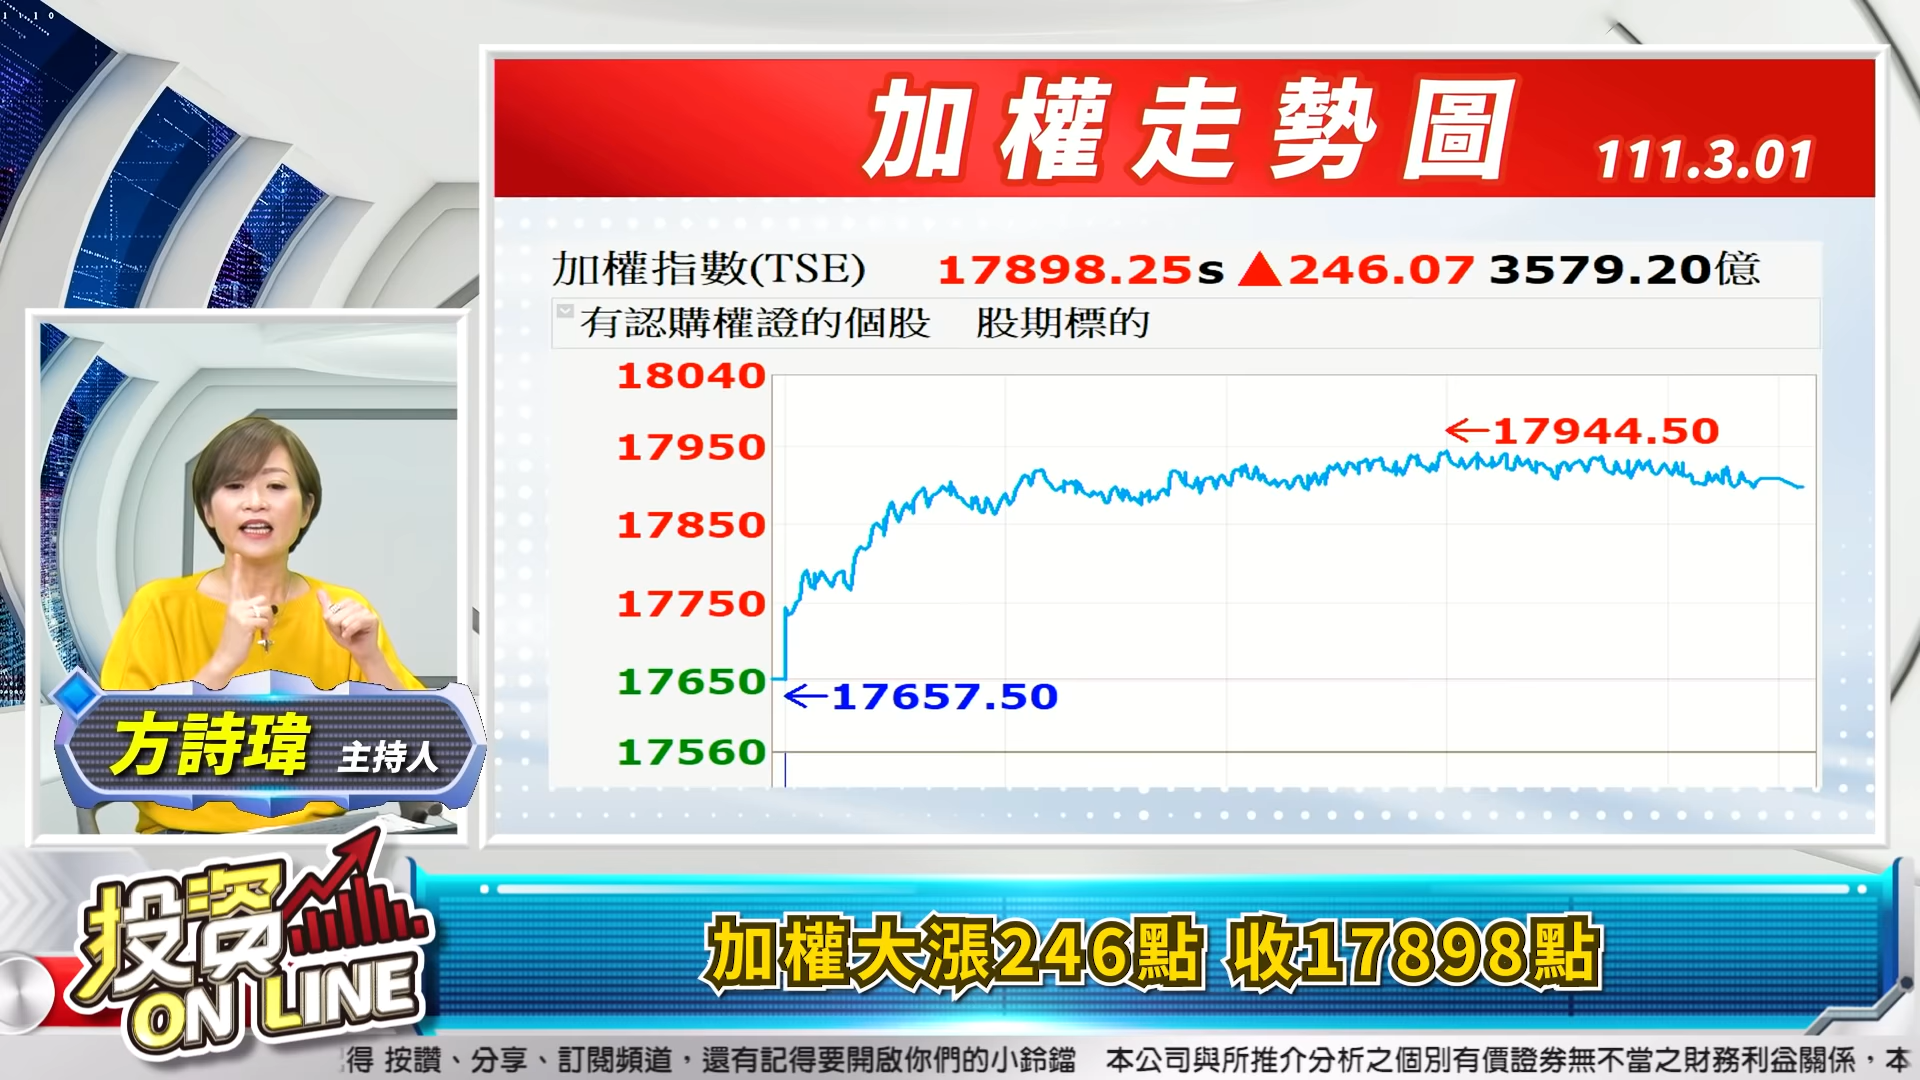 1 1 1 0
加權走勢圖 111.3.01
加權指數(TSE) 17898.25s ▲246.07 3579.20億
有認購權證的個股 股期標的
18040
17950
←17944.50
17850
17750
17650
←17657.50
17560
方詩瑋 主持人
投資
ON LINE
加權大漲246點 收17898點
得 按讚、分享、訂閱頻道，還有記得要開啟你們的小鈴鐺 本公司與所推介分析之個別有價證券無不當之財務利益關係，本